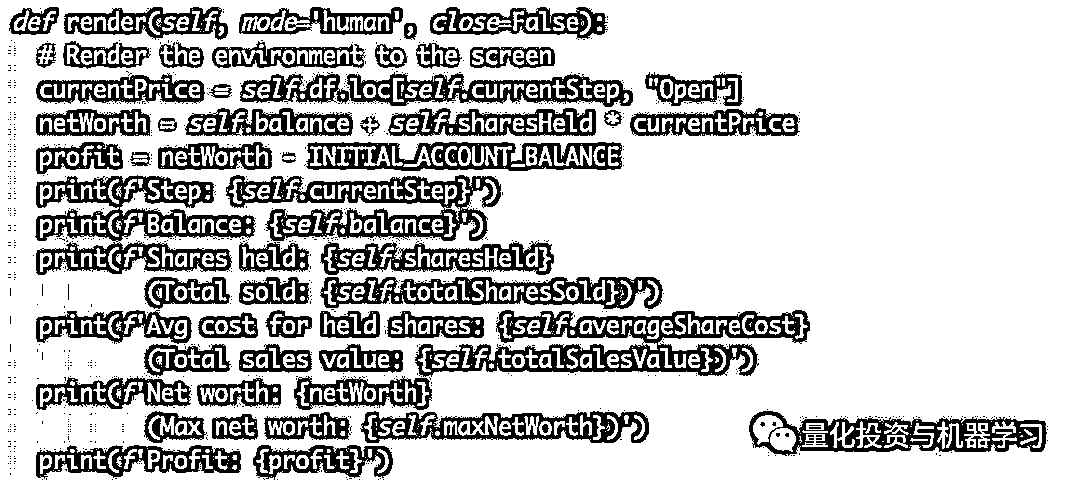 def render(self, mode='human', close=False):
    # Render the environment to the screen
    currentPrice = self.df.loc[self.currentStep, "Open"]
    netWorth = self.balance + self.sharesHeld * currentPrice
    profit = netWorth - INITIAL_ACCOUNT_BALANCE
    print(f'Step: {self.currentStep}')
    print(f'Balance: {self.balance}')
    print(f'Shares held: {self.sharesHeld}
            (Total sold: {self.totalSharesSold})')
    print(f'Avg cost for held shares: {self.averageShareCost}
            (Total sales value: {self.totalSalesValue})')
    print(f'Net worth: {netWorth}
            (Max net worth: {self.maxNetWorth})')
    print(f'Profit: {profit}')
量化投资与机器学习